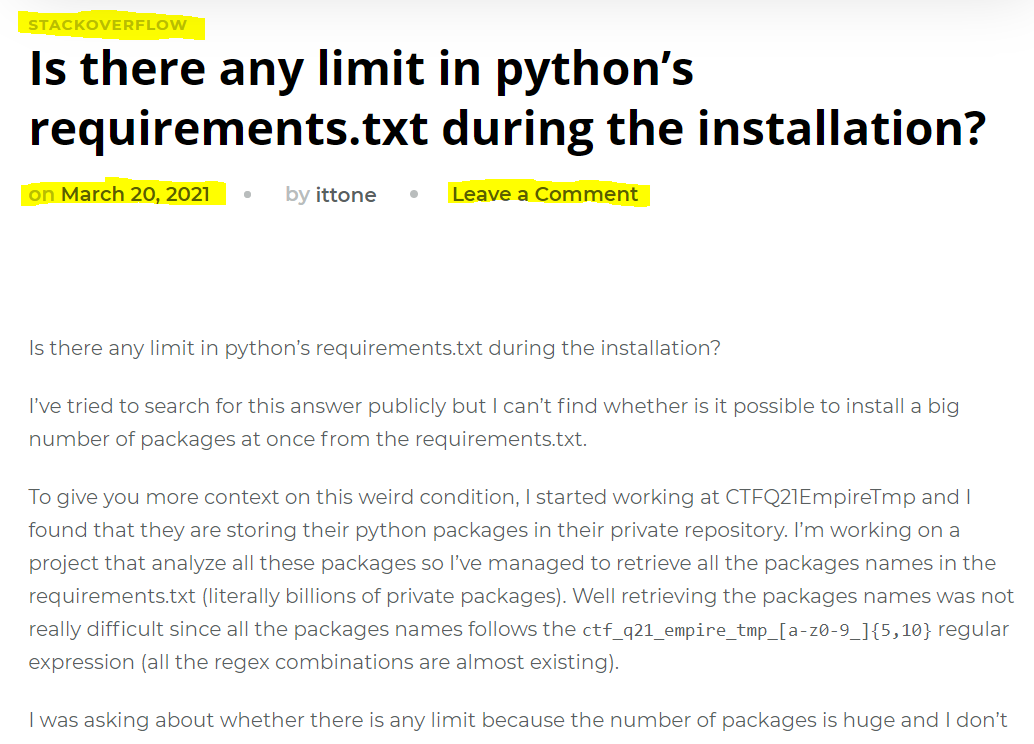 STACKOVERFLOW
Is there any limit in python’s
requirements.txt during the installation?
on March 20, 2021 • by ittone • Leave a Comment
Is there any limit in python’s requirements.txt during the installation?
I’ve tried to search for this answer publicly but I can’t find whether is it possible to install a big
number of packages at once from the requirements.txt.
To give you more context on this weird condition, I started working at CTFQ21EmpireTmp and I
found that they are storing their python packages in their private repository. I’m working on a
project that analyze all these packages so I’ve managed to retrieve all the packages names in the
requirements.txt (literally billions of private packages). Well retrieving the packages names was not
really difficult since all the packages names follows the ctf_q21_empire_tmp_[a-z0-9_]{5,10} regular
expression (all the regex combinations are almost existing).
I was asking about whether there is any limit because the number of packages is huge and I don’t